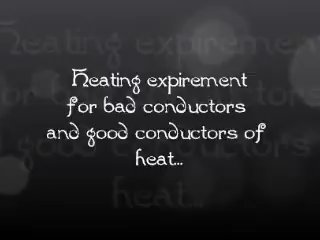 Heating expirement
for bad conductors
and good conductors of
heat...